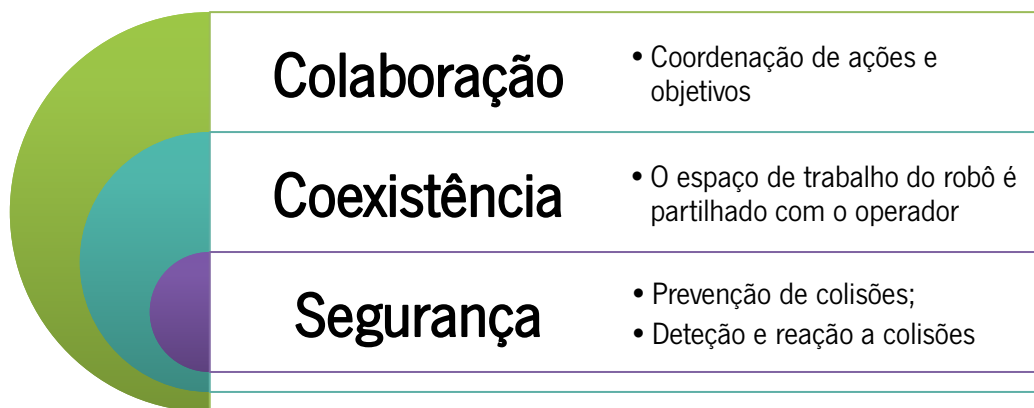 Colaboração
• Coordenação de ações e
objetivos
Coexistência
• O espaço de trabalho do robô é
partilhado com o operador
Segurança
• Prevenção de colisões;
• Deteção e reação a colisões